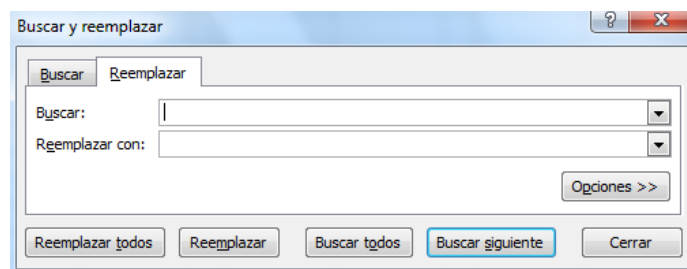 Buscar y reemplazar
Buscar Reemplazar
Buscar:
Reemplazar con:
Opciones >>
Reemplazar todos Reemplazar Buscar todos Buscar siguiente Cerrar